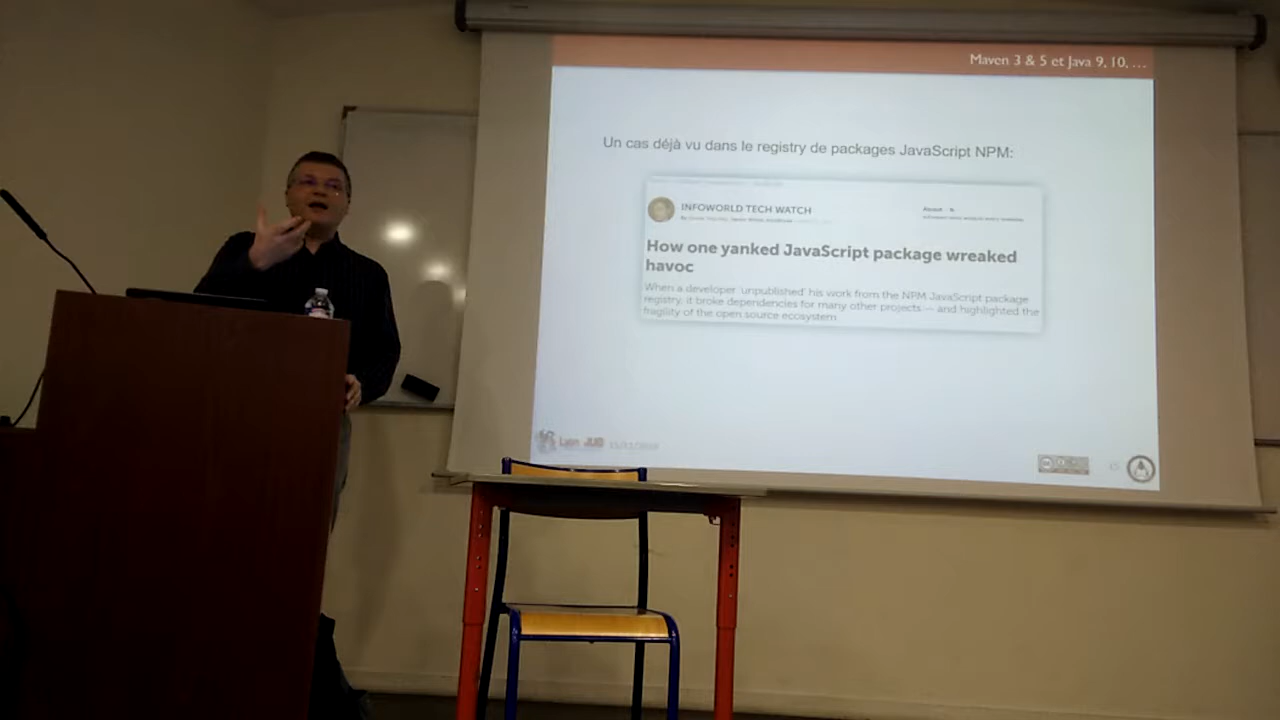 Maven 3 & 5 et Java 9, 10, …
Un cas déjà vu dans le registry de packages JavaScript NPM:
INFOWORLD TECH WATCH
How one yanked JavaScript package wreaked
havoc
When a developer 'unpublished' his work from the NPM JavaScript package
registry, it broke dependencies for many other projects — and highlighted the
fragility of the open source ecosystem
Lyon JUG